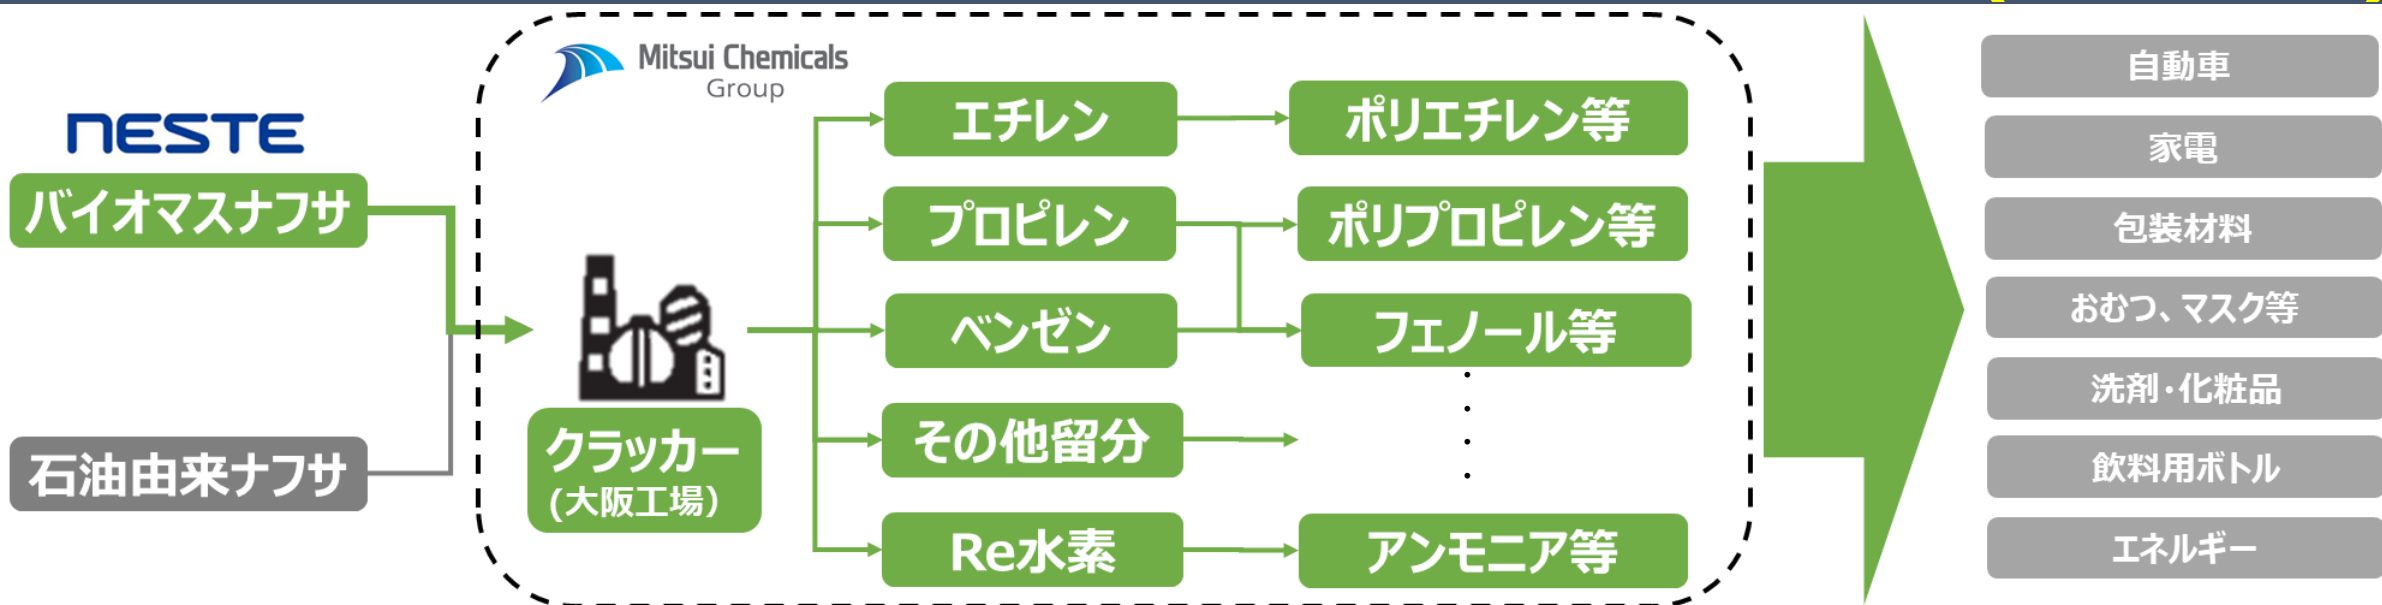 Mitsui Chemicals
Group
NESTE
バイオマスナフサ
石油由来ナフサ
クラッカー
(大阪工場)
エチレン
ポリエチレン等
プロピレン
ポリプロピレン等
ベンゼン
フェノール等
その他留分
Re水素
アンモニア等
自動車
家電
包装材料
おむつ、マスク等
洗剤・化粧品
飲料用ボトル
エネルギー